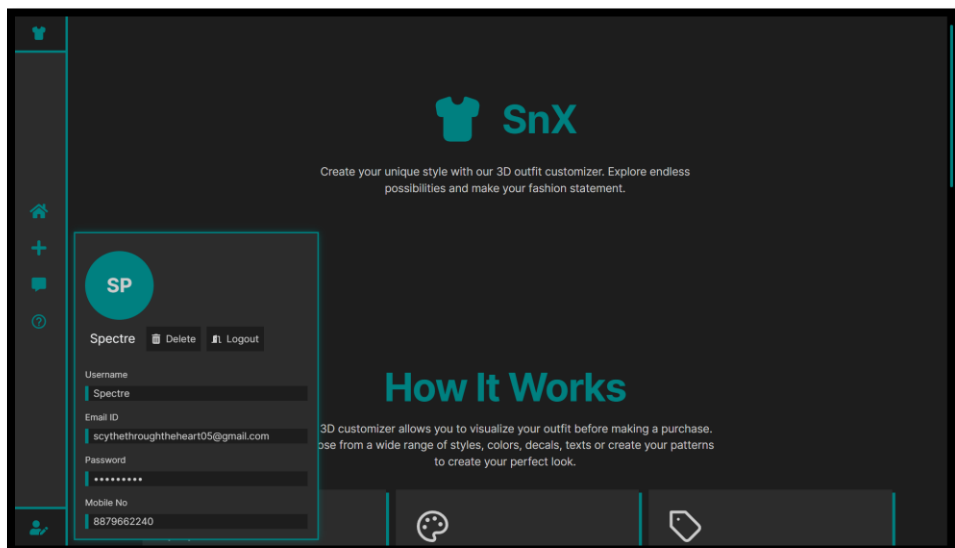 SnX
Create your unique style with our 3D outfit customizer. Explore endless
possibilities and make your fashion statement.
SP
Spectre
Delete
Logout
Username
Spectre
Email ID
scythethroughtheheart05@gmail.com
Password
•••••••••
Mobile No
8879662240
How It Works
3D customizer allows you to visualize your outfit before making a purchase.
ose from a wide range of styles, colors, decals, texts or create your patterns
to create your perfect look.